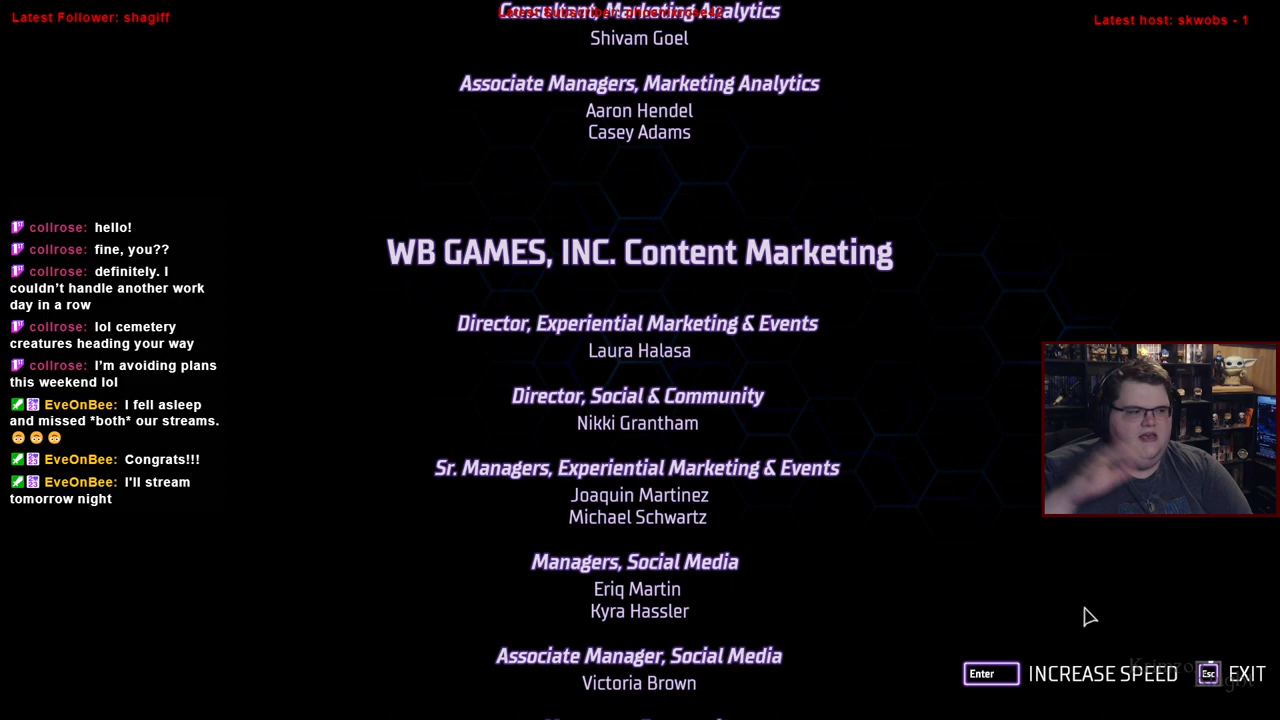 Latest Follower: shagiff
Latest host: skwobs - 1
Consultant, Marketing Analytics
Shivam Goel
Associate Managers, Marketing Analytics
Aaron Hendel
Casey Adams
WB GAMES, INC. Content Marketing
Director, Experiential Marketing & Events
Laura Halasa
Director, Social & Community
Nikki Grantham
Sr. Managers, Experiential Marketing & Events
Joaquin Martinez
Michael Schwartz
Managers, Social Media
Eriq Martin
Kyra Hassler
Associate Manager, Social Media
Victoria Brown
collrose: hello!
collrose: fine, you??
collrose: definitely. I
couldn't handle another work
day in a row
collrose: lol cemetery
creatures heading your way
collrose: I'm avoiding plans
this weekend lol
EveOnBee: I fell asleep
and missed *both* our streams.
EveOnBee: Congrats!!!
EveOnBee: I'll stream
tomorrow night
Enter INCREASE SPEED Esc EXIT